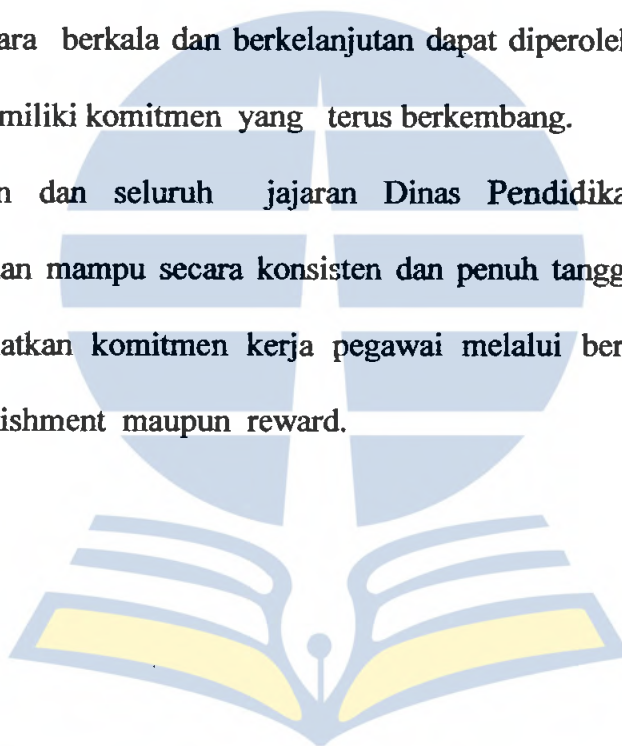 ara berkala dan berkelanjutan dapat diperoleh
miliki komitmen yang terus berkembang.
n dan seluruh jajaran Dinas Pendidika
an mampu secara konsisten dan penuh tangg
atkan komitmen kerja pegawai melalui ber
ishment maupun reward.